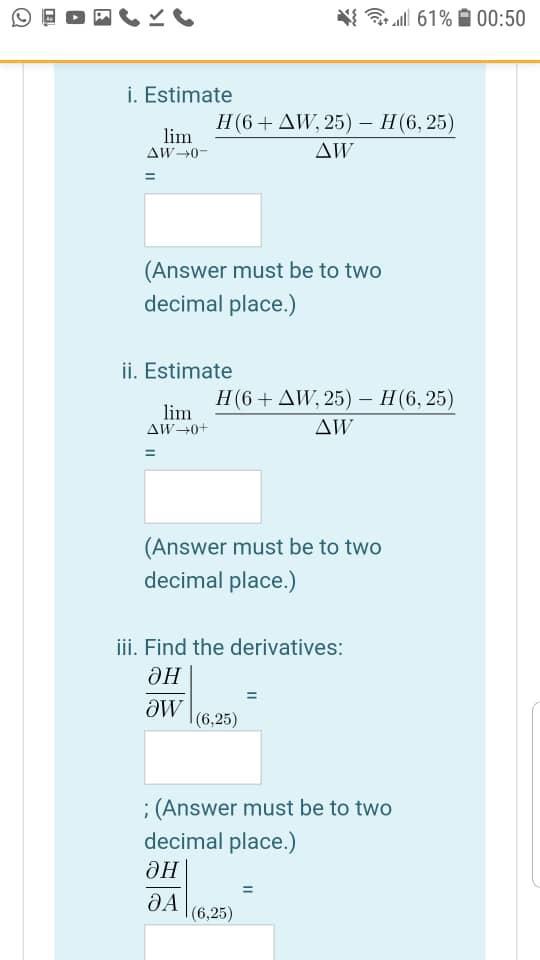 61% 00:50
i. Estimate
lim ΔW→0⁻ H(6 + ΔW, 25) − H(6, 25) / ΔW
=
(Answer must be to two
decimal place.)
ii. Estimate
lim ΔW→0⁺ H(6 + ΔW, 25) − H(6, 25) / ΔW
=
(Answer must be to two
decimal place.)
iii. Find the derivatives:
∂H/∂W |(6,25) =
; (Answer must be to two
decimal place.)
∂H/∂A |(6,25) =